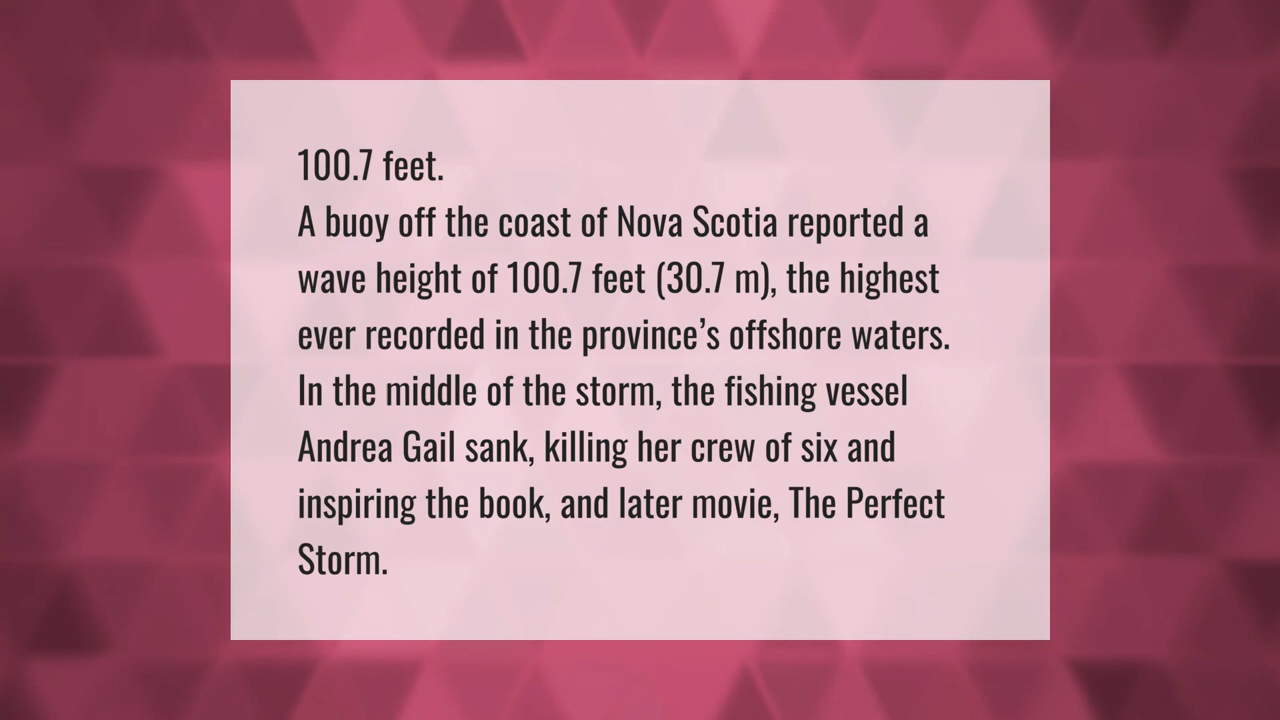 100.7 feet.
A buoy off the coast of Nova Scotia reported a
wave height of 100.7 feet (30.7 m), the highest
ever recorded in the province’s offshore waters.
In the middle of the storm, the fishing vessel
Andrea Gail sank, killing her crew of six and
inspiring the book, and later movie, The Perfect
Storm.